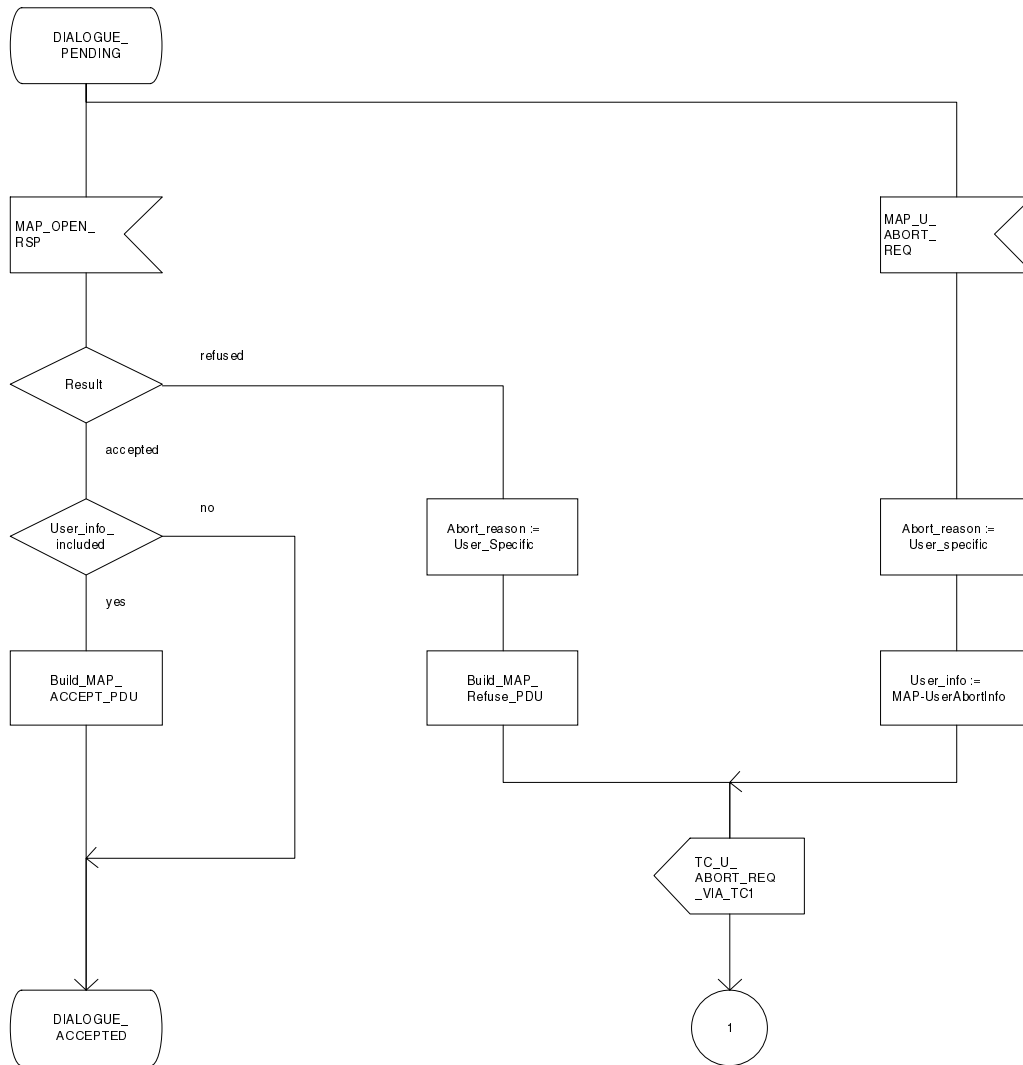 DIALOGUE_
PENDING
MAP_OPEN_
RSP
MAP_U_
ABORT_
REQ
refused
Result
accepted
no
User_info_
included
Abort_reason :=
User_Specific
Abort_reason :=
User_specific
yes
Build_MAP_
ACCEPT_PDU
Build_MAP_
Refuse_PDU
User_info :=
MAP-UserAbortInfo
TC_U_
ABORT_REQ
_VIA_TC1
DIALOGUE_
ACCEPTED
1